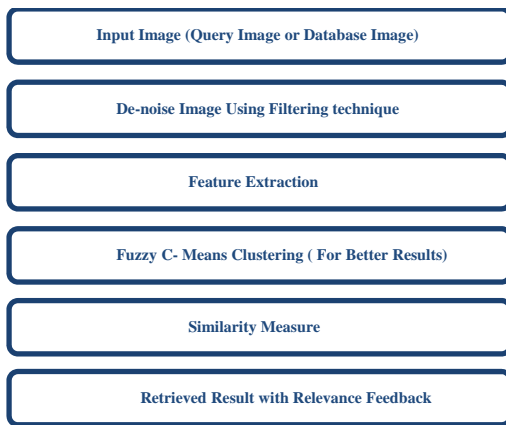 Input Image (Query Image or Database Image)
De-noise Image Using Filtering technique
Feature Extraction
Fuzzy C- Means Clustering ( For Better Results)
Similarity Measure
Retrieved Result with Relevance Feedback